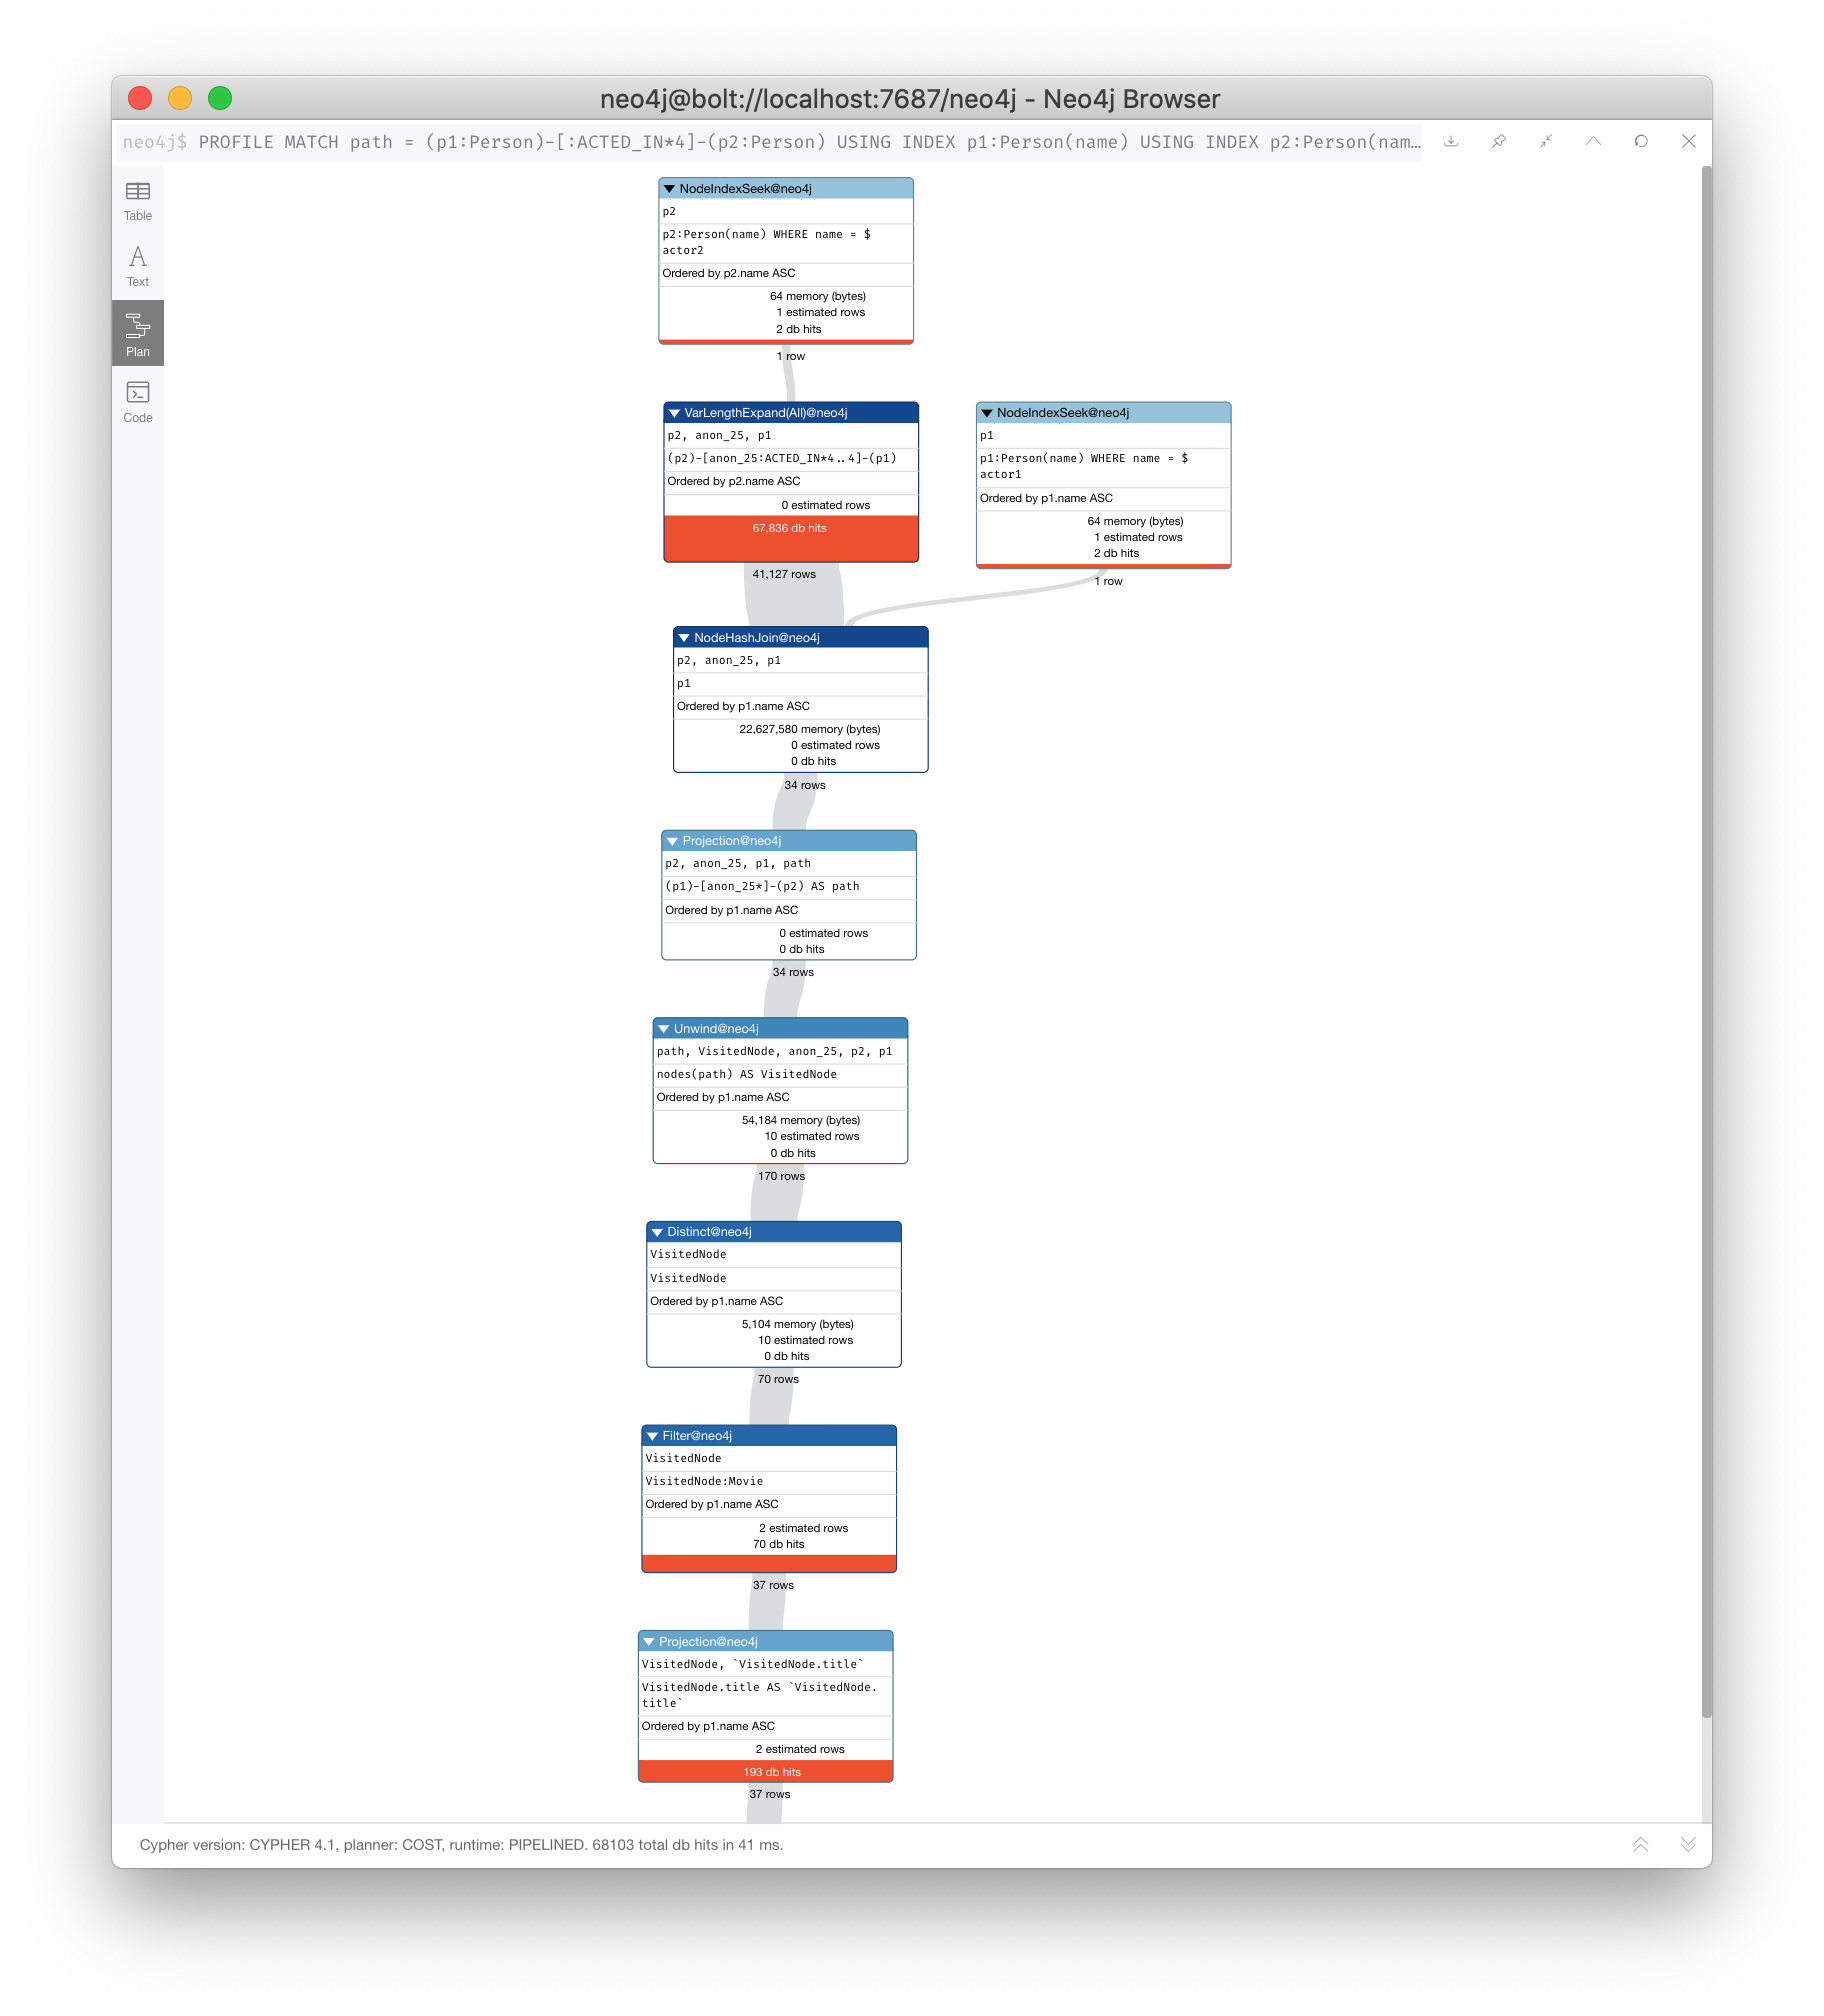 neo4j@bolt://localhost:7687/neo4j - Neo4j Browser
neo4j$ PROFILE MATCH path = (p1:Person)-[:ACTED_IN*4]-(p2:Person) USING INDEX p1:Person(name) USING INDEX p2:Person(nam…
Table
Text
Plan
Code
NodeIndexSeek@neo4j
p2
p2:Person(name) WHERE name = $
actor2
Ordered by p2.name ASC
64 memory (bytes)
1 estimated rows
2 db hits
1 row
VarLengthExpand(All)@neo4j
p2, anon_25, p1
(p2)-[anon_25:ACTED_IN*4..4]-(p1)
Ordered by p2.name ASC
0 estimated rows
67,836 db hits
41,127 rows
NodeIndexSeek@neo4j
p1
p1:Person(name) WHERE name = $
actor1
Ordered by p1.name ASC
64 memory (bytes)
1 estimated rows
2 db hits
1 row
NodeHashJoin@neo4j
p2, anon_25, p1
p1
Ordered by p1.name ASC
22,627,580 memory (bytes)
0 estimated rows
0 db hits
34 rows
Projection@neo4j
p2, anon_25, p1, path
(p1)-[anon_25*]-(p2) AS path
Ordered by p1.name ASC
0 estimated rows
0 db hits
34 rows
Unwind@neo4j
path, VisitedNode, anon_25, p2, p1
nodes(path) AS VisitedNode
Ordered by p1.name ASC
54,184 memory (bytes)
10 estimated rows
0 db hits
170 rows
Distinct@neo4j
VisitedNode
VisitedNode
Ordered by p1.name ASC
5,104 memory (bytes)
10 estimated rows
0 db hits
70 rows
Filter@neo4j
VisitedNode
VisitedNode:Movie
Ordered by p1.name ASC
2 estimated rows
70 db hits
37 rows
Projection@neo4j
VisitedNode, `VisitedNode.title`
VisitedNode.title AS `VisitedNode.
title`
Ordered by p1.name ASC
2 estimated rows
193 db hits
37 rows
Cypher version: CYPHER 4.1, planner: COST, runtime: PIPELINED. 68103 total db hits in 41 ms.